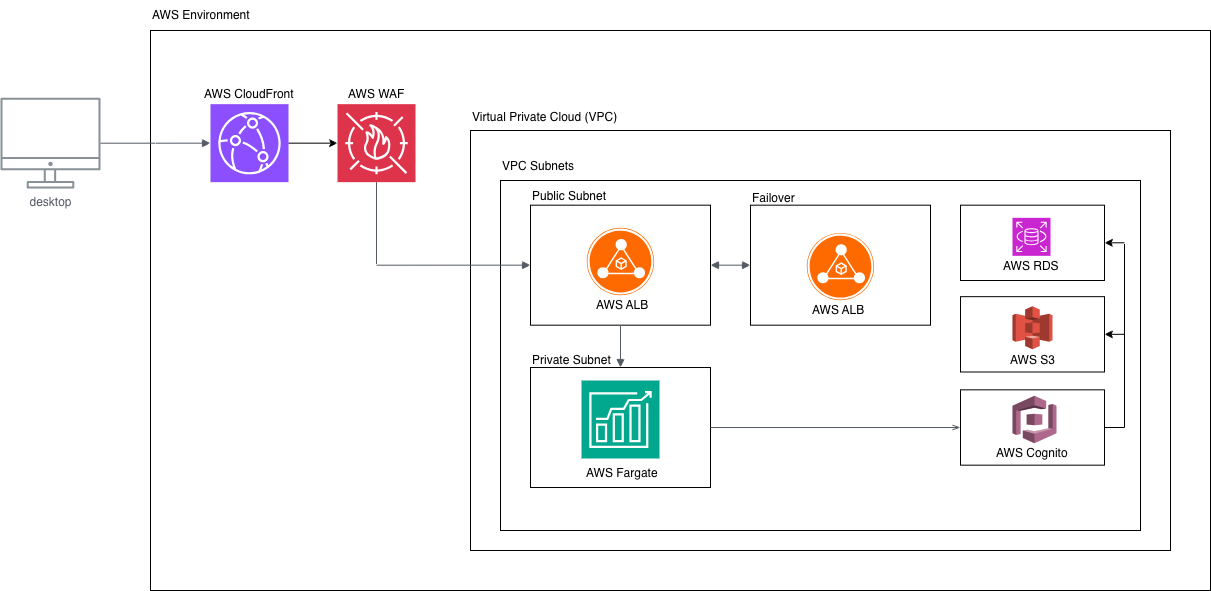 AWS Environment
AWS CloudFront
AWS WAF
desktop
Virtual Private Cloud (VPC)
VPC Subnets
Public Subnet
AWS ALB
Failover
AWS ALB
AWS RDS
AWS S3
Private Subnet
AWS Fargate
AWS Cognito